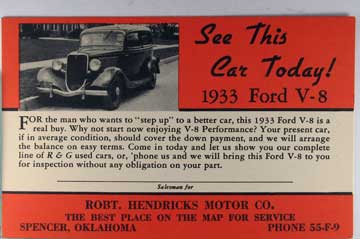 See This
Car Today!
1933 Ford V-8
FOR the man who wants to "step up" to a better car, this 1933 Ford V-8 is a
real buy. Why not start now enjoying V-8 Performance? Your present car,
if in average condition, should cover the down payment, and we will arrange
the balance on easy terms. Come in today and let us show you our complete
line of R & G used cars, or, 'phone us and we will bring this Ford V-8 to you
for inspection without any obligation on your part.
Salesman for
ROBT. HENDRICKS MOTOR CO.
THE BEST PLACE ON THE MAP FOR SERVICE
SPENCER, OKLAHOMA PHONE 55-F-9